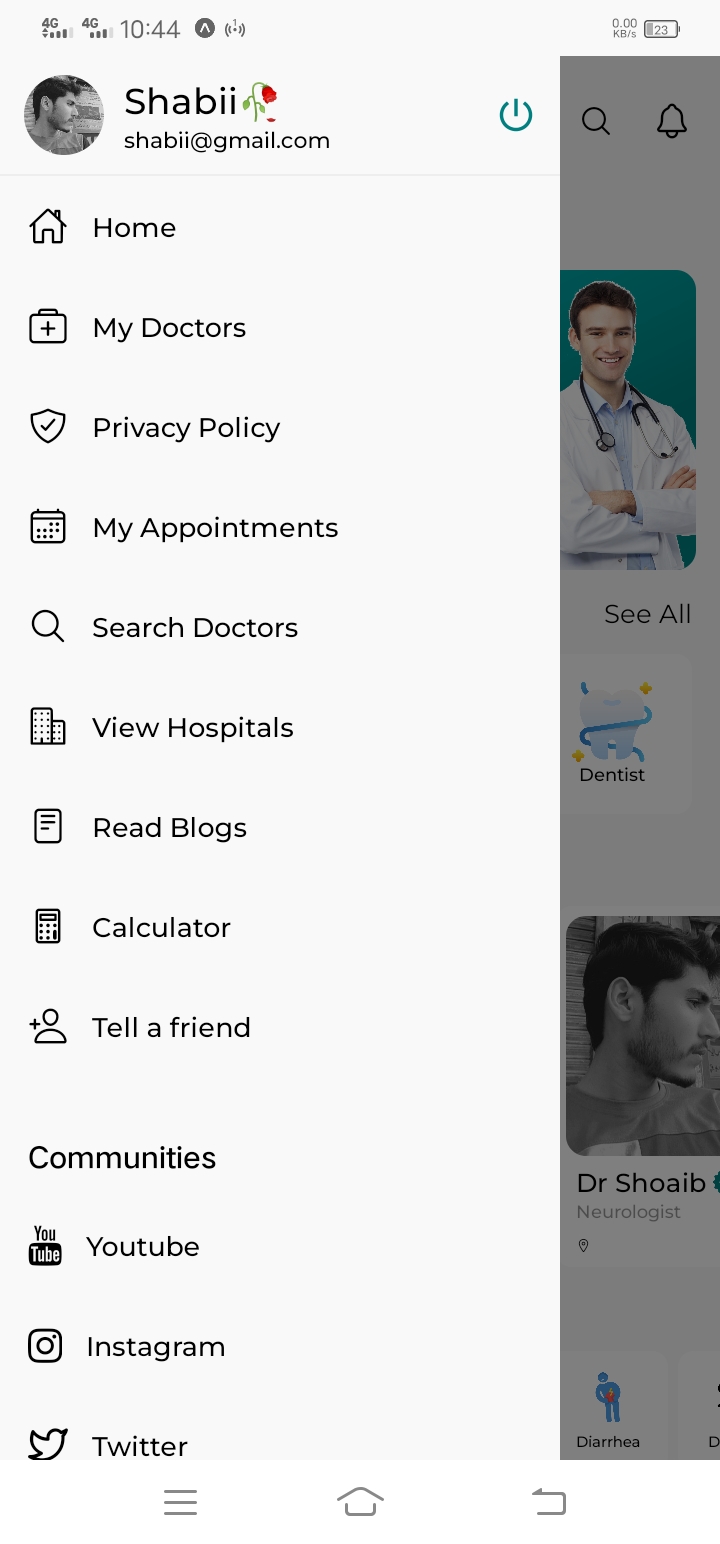 4G 4G 10:44 0.00 KB/s 23
Shabii🥀
shabii@gmail.com
Home
My Doctors
Privacy Policy
My Appointments
Search Doctors
View Hospitals
Read Blogs
Calculator
Tell a friend
Communities
You
Tube
Youtube
Instagram
Twitter
See All
Dentist
Dr Shoaib
Neurologist
Diarrhea
D